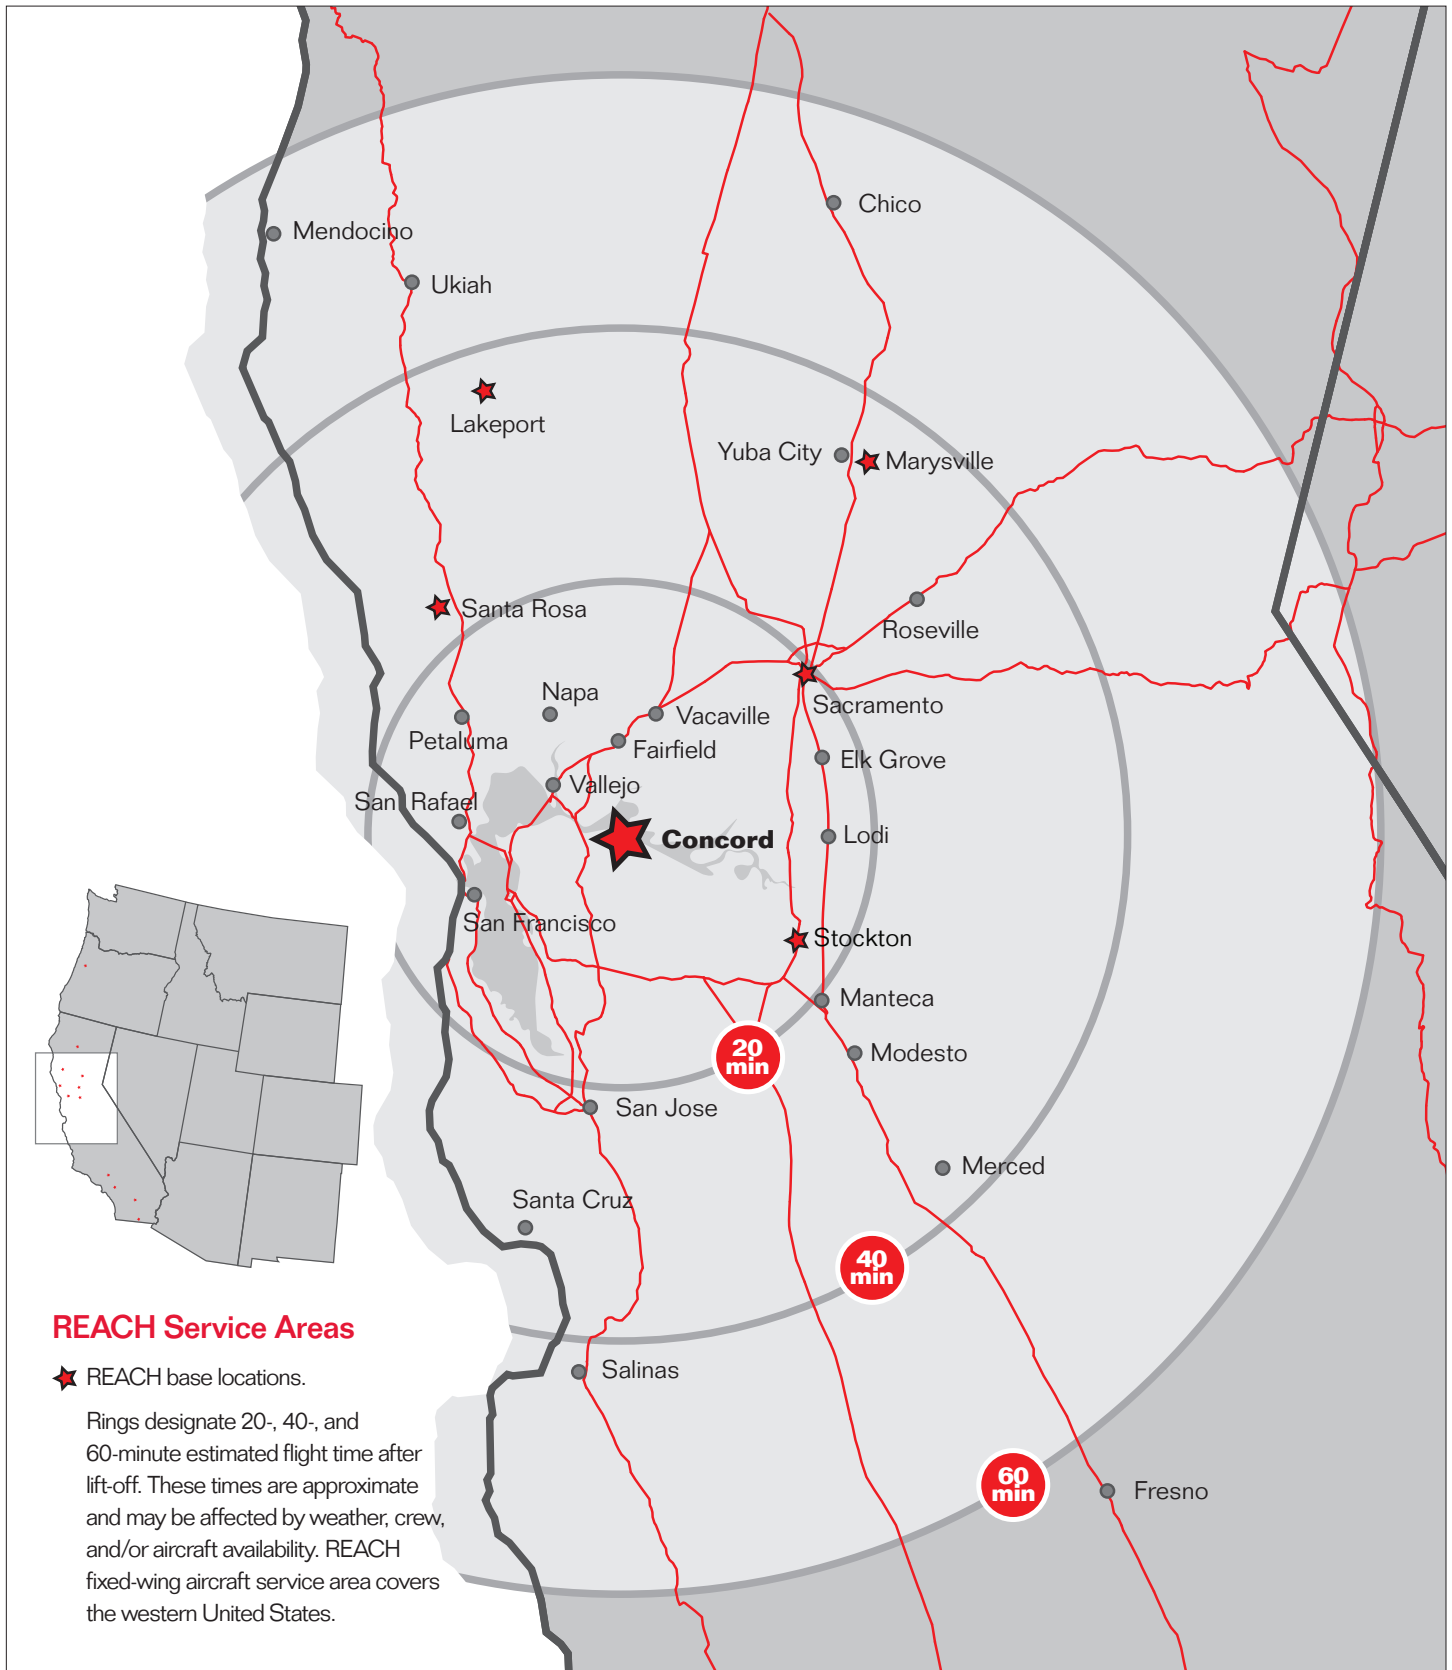 Chico
Mendocino
Ukiah
Lakeport
Yuba City
Marysville
Santa Rosa
Roseville
Napa
Sacramento
Vacaville
Petaluma
Fairfield
Elk Grove
Vallejo
San Rafael
Concord
Lodi
San Francisco
Stockton
Manteca
20
min
Modesto
San Jose
Merced
Santa Cruz
40
min
REACH Service Areas
REACH base locations.
Salinas
Rings designate 20-, 40-, and
60-minute estimated flight time after
lift-off. These times are approximate
and may be affected by weather, crew,
and/or aircraft availability. REACH
fixed-wing aircraft service area covers
the western United States.
60
min
Fresno